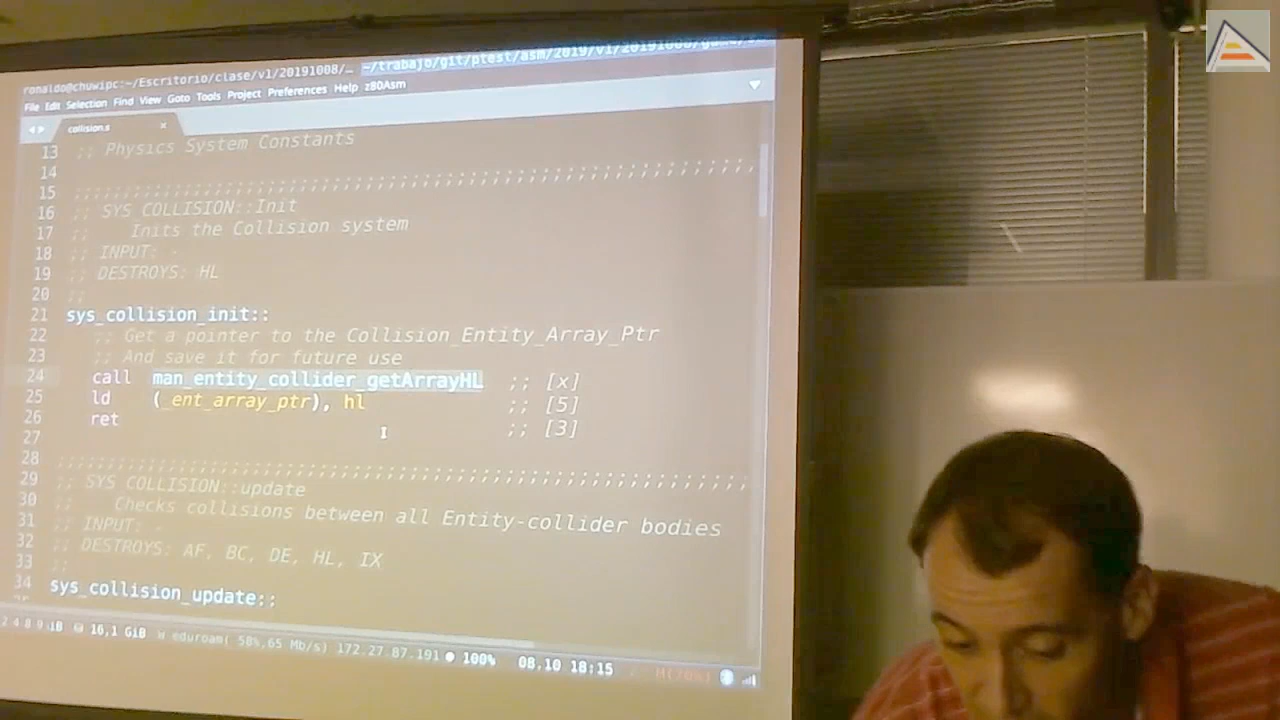 ronaldo@chuwipc:~/Escritorio/clase/v1/20191008/… ~/trabajo/git/ptest/asm/2019/v1/20191008/
File Edit Selection Find View Goto Tools Project Preferences Help z80Asm
collision.s ×
13 ;; Physics System Constants
14
15 ;;;;;;;;;;;;;;;;;;;;;;;;;;;;;;;;;;;;;;;;;;;;;;;;;;;;;;;;;;;;;;;;;;;;;;
16 ;; SYS_COLLISION::Init
17 ;; Inits the Collision system
18 ;; INPUT: -
19 ;; DESTROYS: HL
20 ;;
21 sys_collision_init::
22 ;; Get a pointer to the Collision_Entity_Array_Ptr
23 ;; And save it for future use
24 call man_entity_collider_getArrayHL ;; [x]
25 ld (_ent_array_ptr), hl ;; [5]
26 ret ;; [3]
27
28
29 ;;;;;;;;;;;;;;;;;;;;;;;;;;;;;;;;;;;;;;;;;;;;;;;;;;;;;;;;;;;;;;;;;;;;;;
30 ;; SYS_COLLISION::update
31 ;; Checks collisions between all Entity-collider bodies
32 ;; INPUT: -
33 ;; DESTROYS: AF, BC, DE, HL, IX
34 ;;
sys_collision_update::
16,1 GiB eduroam( 58%,65 Mb/s) 172.27.87.191 100% 08.10 18:15